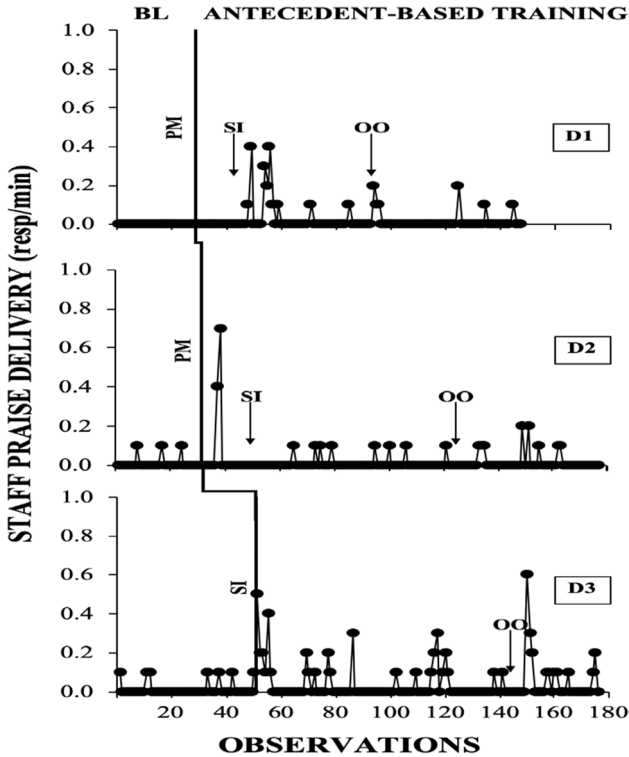 BL ANTECEDENT-BASED TRAINING
STAFF PRAISE DELIVERY (resp/min)
1.0
0.8
0.6
0.4
0.2
0.0
PM
SI
OO
D1
1.0
0.8
0.6
0.4
0.2
0.0
PM
SI
OO
D2
1.0
0.8
0.6
0.4
0.2
0.0
SI
OO
D3
20 40 60 80 100 120 140 160 180
OBSERVATIONS